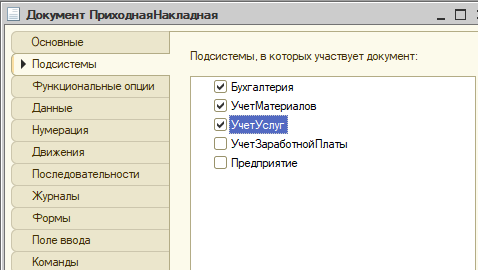 Документ ПриходнаяНакладная
Основные
Подсистемы
Функциональные опции
Данные
Нумерация
Движения
Последовательности
Журналы
Формы
Поле ввода
Команды
Подсистемы, в которых участвует документ:
Бухгалтерия
УчетМатериалов
УчетУслуг
УчетЗаработнойПлаты
Предприятие